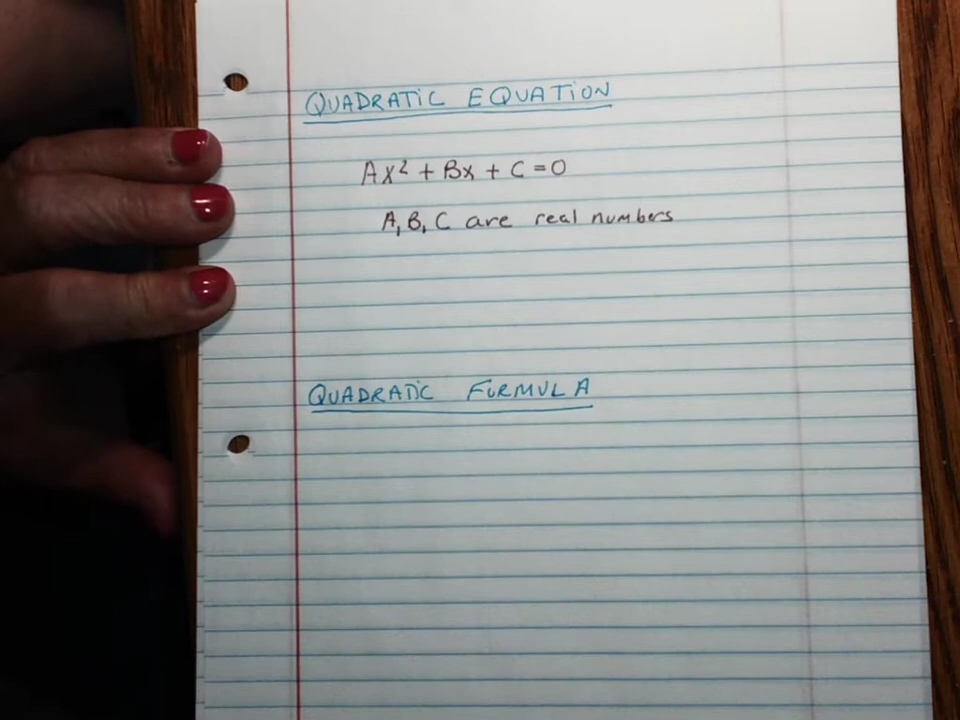 QUADRATIC EQUATION
Ax² + Bx + C = 0
A, B, C are real numbers
QUADRATIC FORMULA